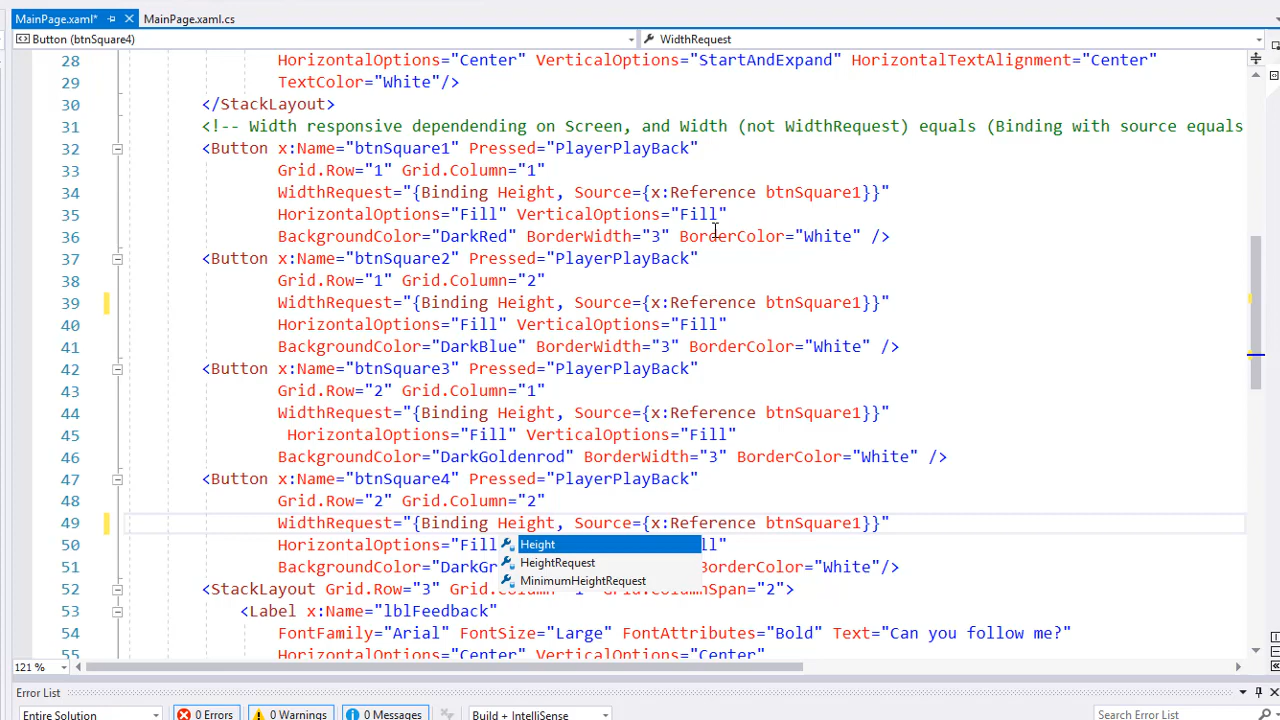 MainPage.xaml* MainPage.xaml.cs
Button (btnSquare4) WidthRequest
28 HorizontalOptions="Center" VerticalOptions="StartAndExpand" HorizontalTextAlignment="Center"
29 TextColor="White"/>
30 </StackLayout>
31 <!-- Width responsive dependending on Screen, and Width (not WidthRequest) equals (Binding with source equals
32 <Button x:Name="btnSquare1" Pressed="PlayerPlayBack"
33 Grid.Row="1" Grid.Column="1"
34 WidthRequest="{Binding Height, Source={x:Reference btnSquare1}}"
35 HorizontalOptions="Fill" VerticalOptions="Fill"
36 BackgroundColor="DarkRed" BorderWidth="3" BorderColor="White" />
37 <Button x:Name="btnSquare2" Pressed="PlayerPlayBack"
38 Grid.Row="1" Grid.Column="2"
39 WidthRequest="{Binding Height, Source={x:Reference btnSquare1}}"
40 HorizontalOptions="Fill" VerticalOptions="Fill"
41 BackgroundColor="DarkBlue" BorderWidth="3" BorderColor="White" />
42 <Button x:Name="btnSquare3" Pressed="PlayerPlayBack"
43 Grid.Row="2" Grid.Column="1"
44 WidthRequest="{Binding Height, Source={x:Reference btnSquare1}}"
45 HorizontalOptions="Fill" VerticalOptions="Fill"
46 BackgroundColor="DarkGoldenrod" BorderWidth="3" BorderColor="White" />
47 <Button x:Name="btnSquare4" Pressed="PlayerPlayBack"
48 Grid.Row="2" Grid.Column="2"
49 WidthRequest="{Binding Height, Source={x:Reference btnSquare1}}"
50 HorizontalOptions="Fill Height ll"
HeightRequest
51 BackgroundColor="DarkGr orderColor="White"/>
MinimumHeightRequest
52 <StackLayout Grid.Row="3" Grid.Column="1" Grid.ColumnSpan="2">
53 <Label x:Name="lblFeedback"
54 FontFamily="Arial" FontSize="Large" FontAttributes="Bold" Text="Can you follow me?"
55 HorizontalOptions="Center" VerticalOptions="Center"
121 %
Error List
Entire Solution 0 Errors 0 Warnings 0 Messages Build + IntelliSense Search Error List